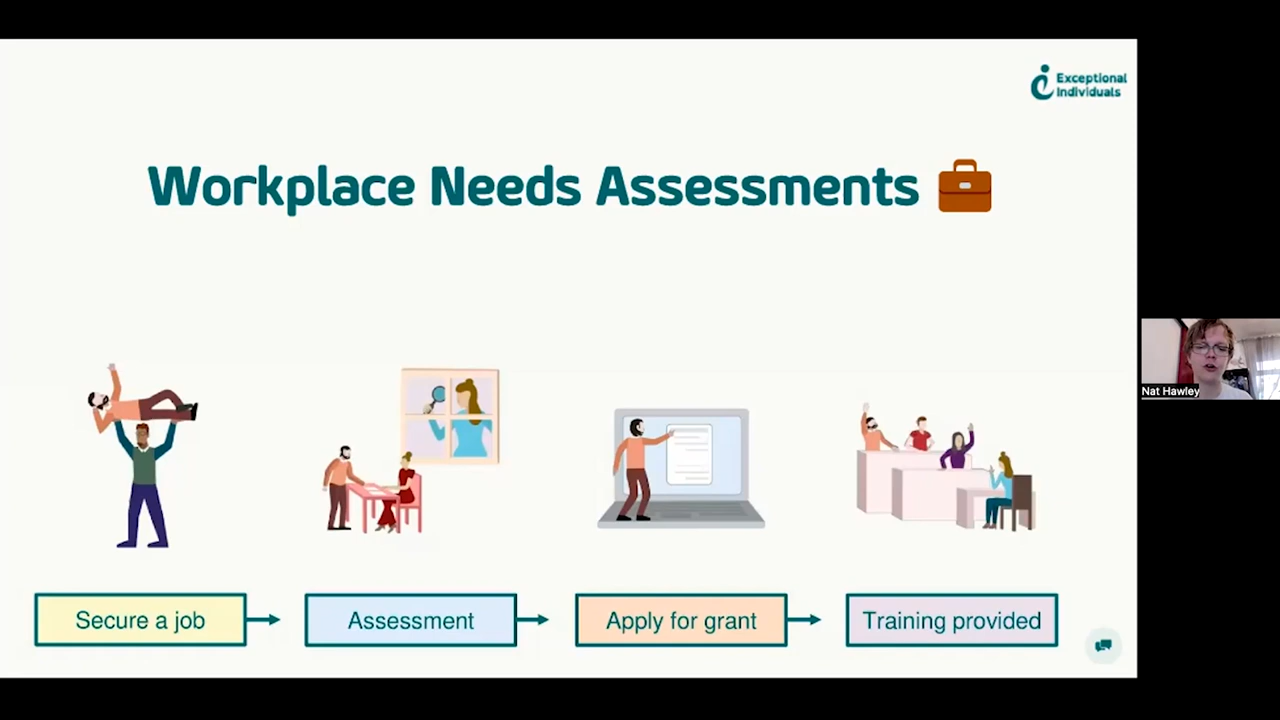 Exceptional
Individuals
Workplace Needs Assessments
Nat Hawley
Secure a job
Assessment
Apply for grant
Training provided